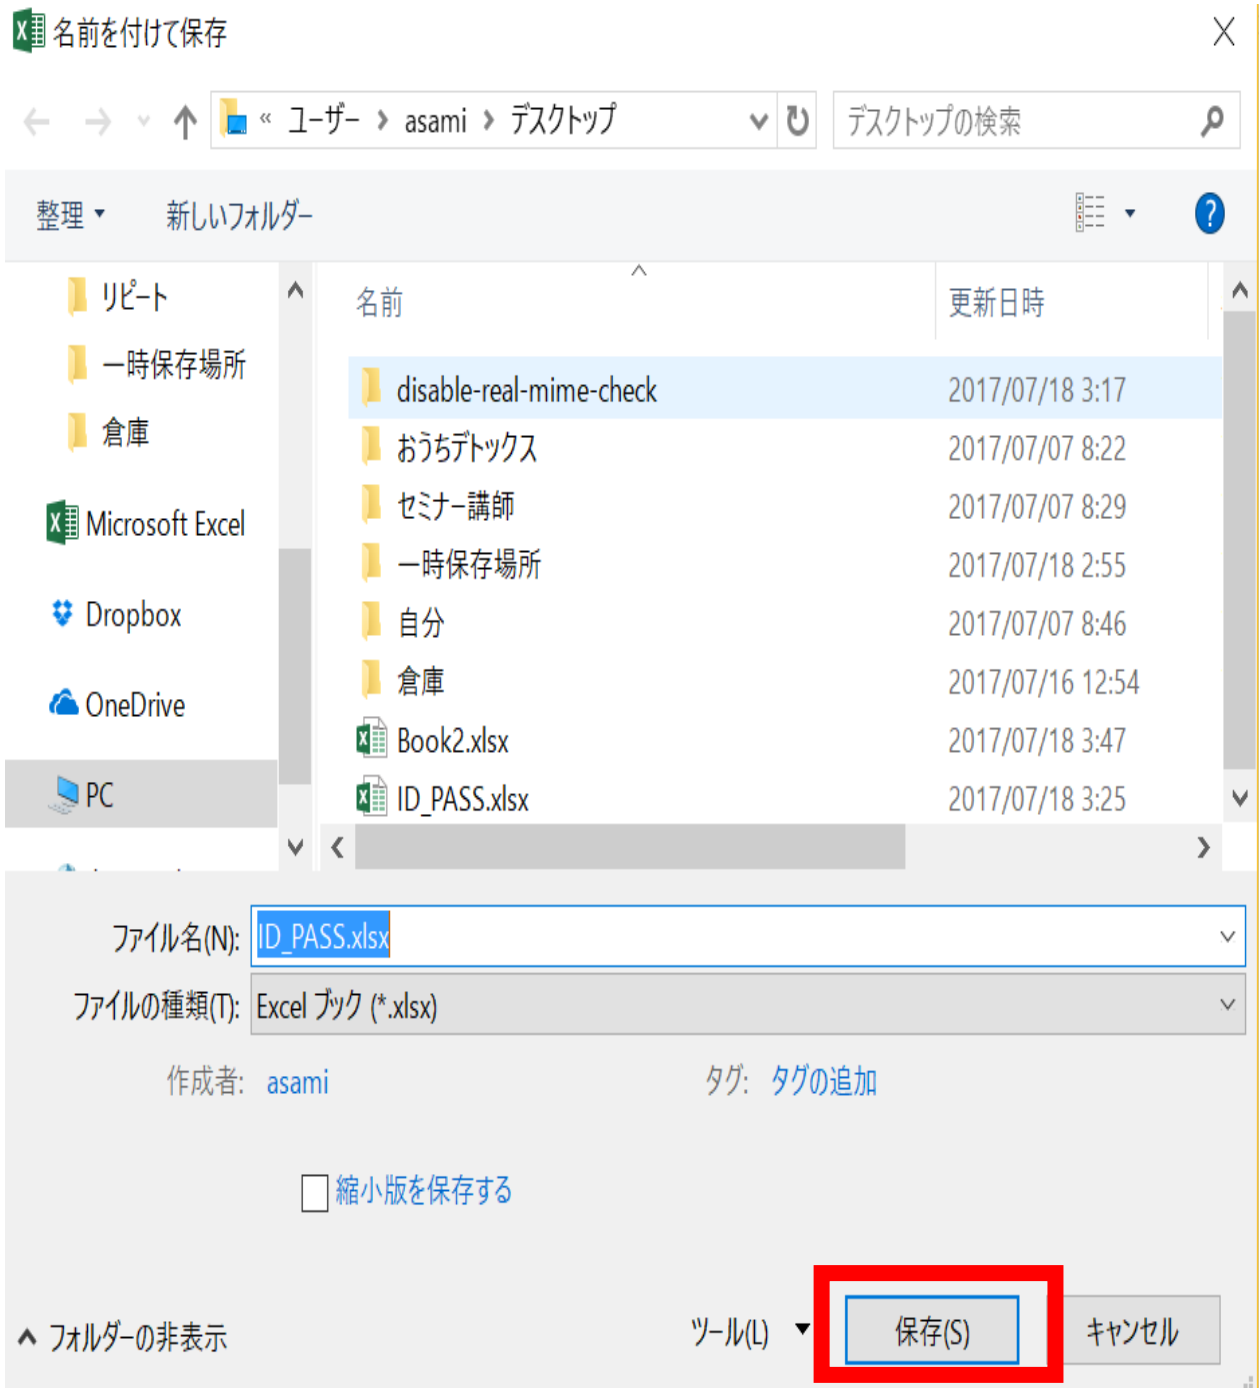 名前を付けて保存
« ユーザー › asami › デスクトップ
デスクトップの検索
整理
新しいフォルダー
リピート
一時保存場所
倉庫
Microsoft Excel
Dropbox
OneDrive
PC
名前
更新日時
disable-real-mime-check 2017/07/18 3:17
おうちデトックス 2017/07/07 8:22
セミナー講師 2017/07/07 8:29
一時保存場所 2017/07/18 2:55
自分 2017/07/07 8:46
倉庫 2017/07/16 12:54
Book2.xlsx 2017/07/18 3:47
ID_PASS.xlsx 2017/07/18 3:25
ファイル名(N): ID_PASS.xlsx
ファイルの種類(T): Excel ブック (*.xlsx)
作成者: asami
タグ: タグの追加
縮小版を保存する
フォルダーの非表示
ツール(L)
保存(S)
キャンセル